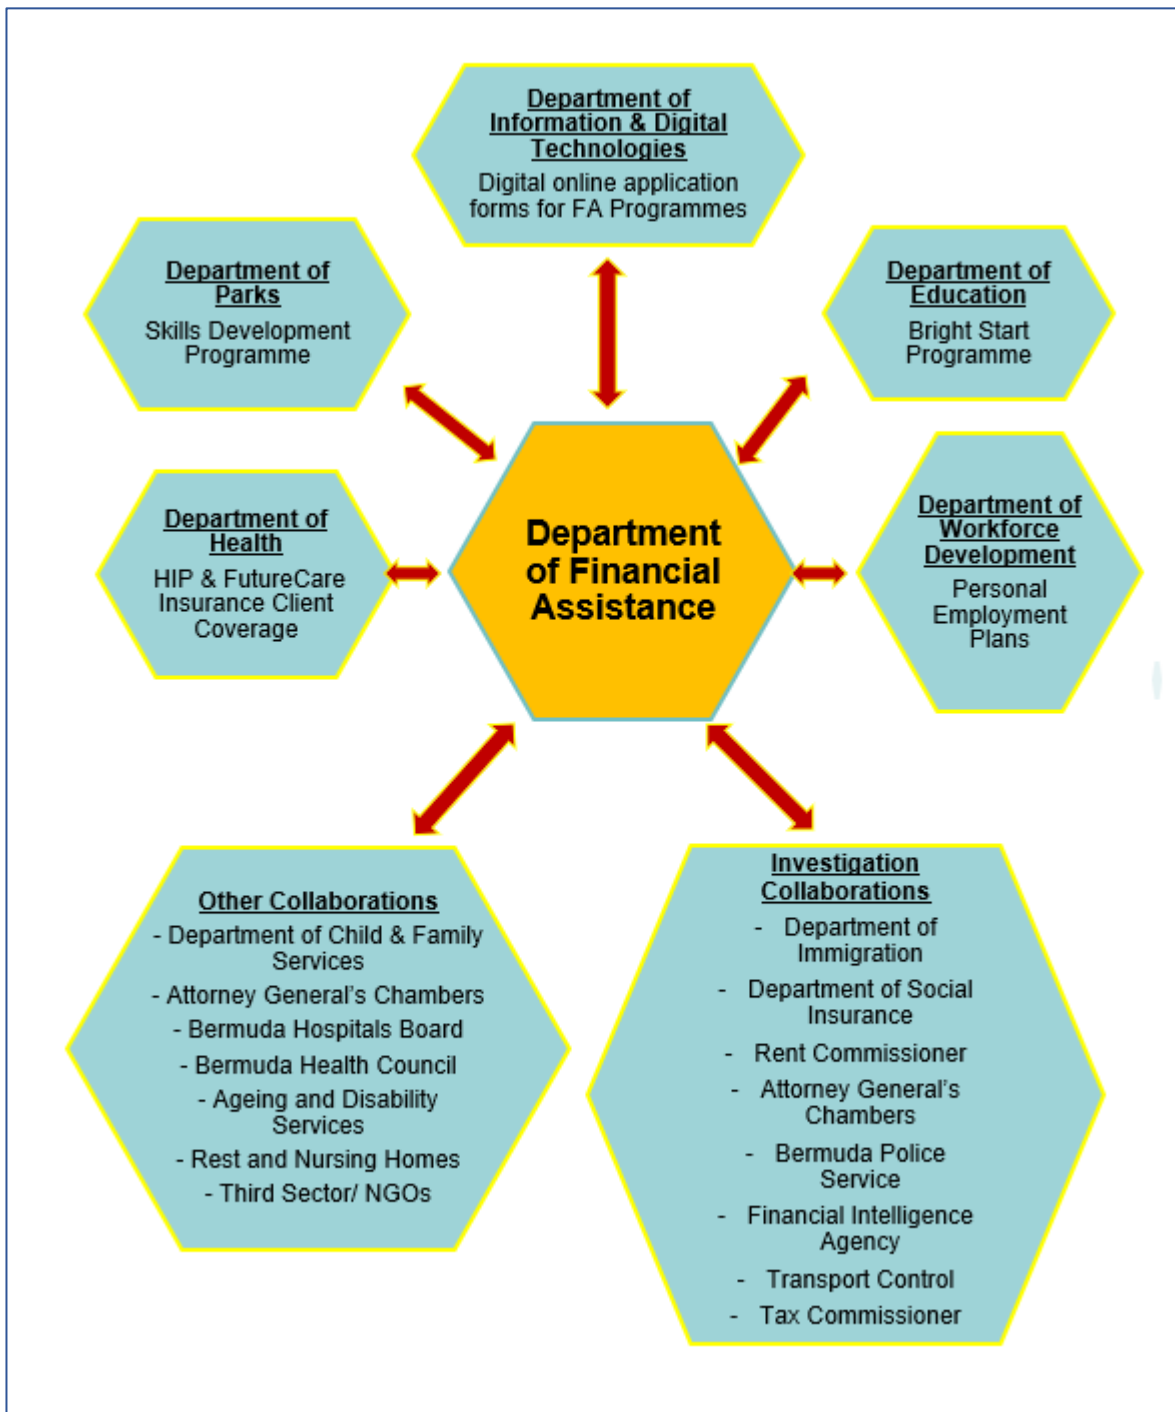 Department of
Information & Digital
Technologies
Digital online application
forms for FA Programmes
Department of
Parks
Skills Development
Programme
Department of
Education
Bright Start
Programme
Department of
Health
HIP & FutureCare
Insurance Client
Coverage
Department
of Financial
Assistance
Department of
Workforce
Development
Personal
Employment
Plans
Other Collaborations
- Department of Child & Family
Services
- Attorney General's Chambers
- Bermuda Hospitals Board
- Bermuda Health Council
- Ageing and Disability
Services
- Rest and Nursing Homes
- Third Sector/ NGOs
Investigation
Collaborations
- Department of
Immigration
- Department of Social
Insurance
- Rent Commissioner
- Attorney General's
Chambers
- Bermuda Police
Service
- Financial Intelligence
Agency
- Transport Control
- Tax Commissioner